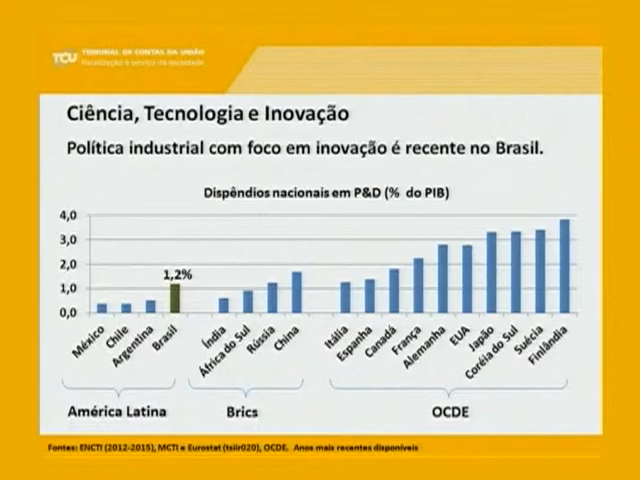 TCU TRIBUNAL DE CONTAS DA UNIÃO
Fiscalização a serviço da sociedade
Ciência, Tecnologia e Inovação
Política industrial com foco em inovação é recente no Brasil.
Dispêndios nacionais em P&D (% do PIB)
4,0
3,0
2,0
1,0
0,0
1,2%
México
Chile
Argentina
Brasil
Índia
África do Sul
Rússia
China
Itália
Espanha
Canadá
França
Alemanha
EUA
Japão
Coréia do Sul
Suécia
Finlândia
América Latina
Brics
OCDE
Fontes: ENCTI (2012-2015), MCTI e Eurostat (tsiir020), OCDE. Anos mais recentes disponíveis